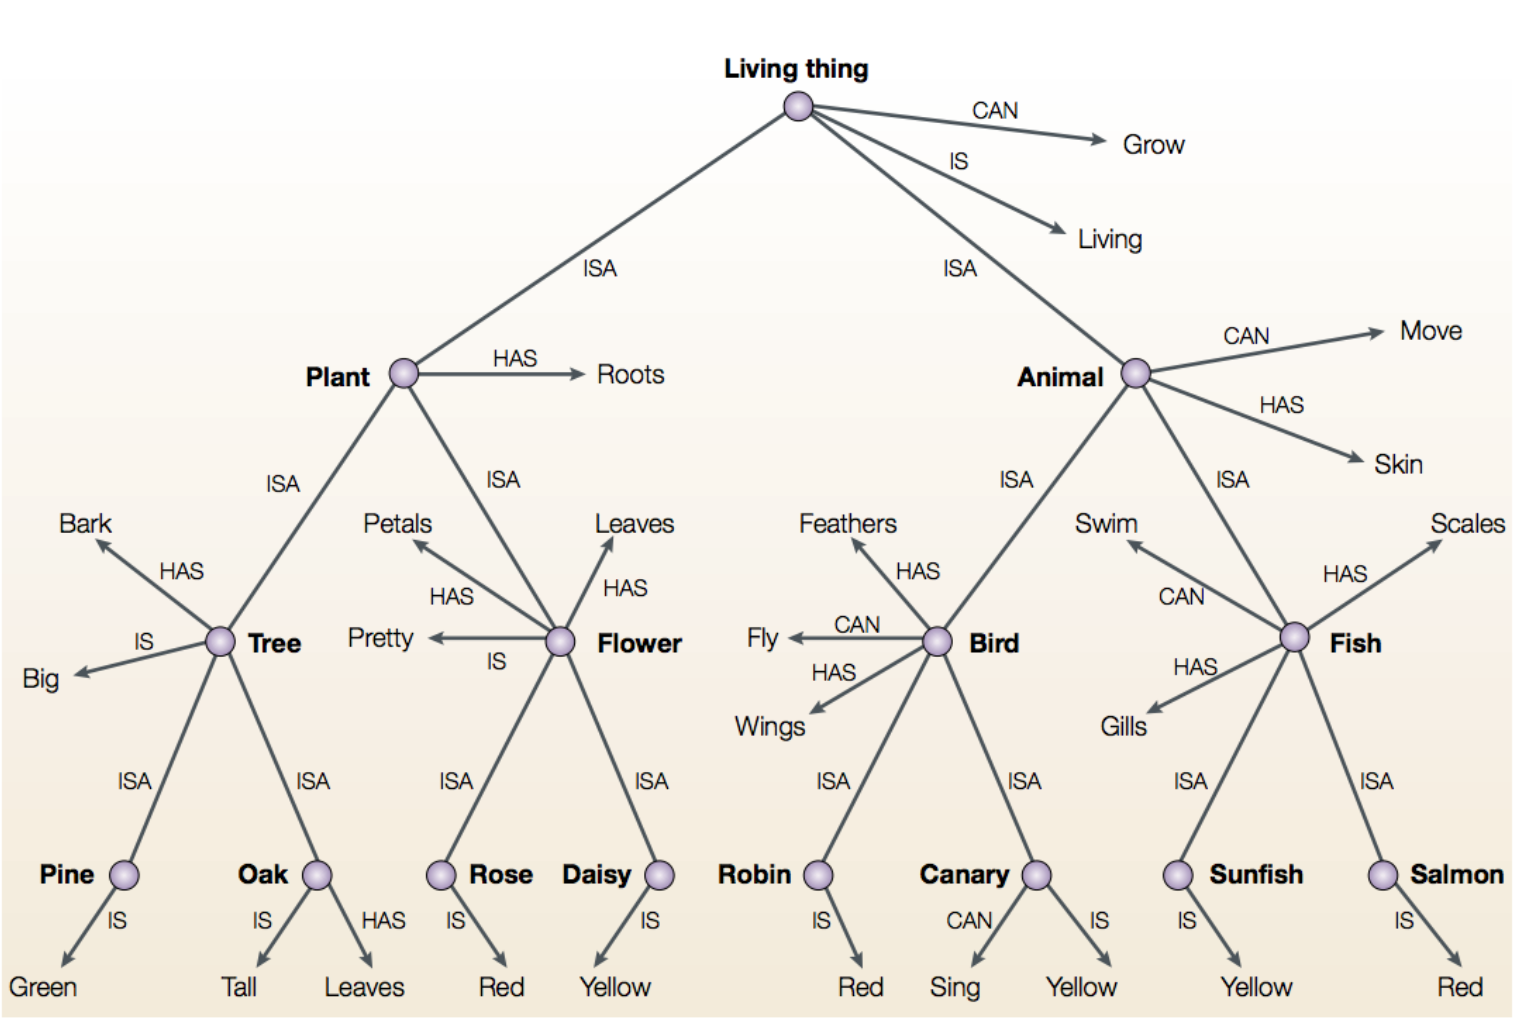 Living thing
CAN
Grow
IS
Living
ISA
ISA
Plant
HAS
Roots
Animal
CAN
Move
HAS
Skin
ISA
ISA
ISA
ISA
Bark
Petals
Leaves
Feathers
Swim
Scales
HAS
HAS
HAS
HAS
CAN
HAS
IS
Tree
Pretty
IS
Flower
Fly
CAN
Bird
Fish
Big
HAS
Wings
HAS
Gills
ISA
ISA
ISA
ISA
ISA
ISA
ISA
ISA
Pine
Oak
Rose
Daisy
Robin
Canary
Sunfish
Salmon
IS
IS
HAS
IS
IS
IS
CAN
IS
IS
IS
Green
Tall
Leaves
Red
Yellow
Red
Sing
Yellow
Yellow
Red